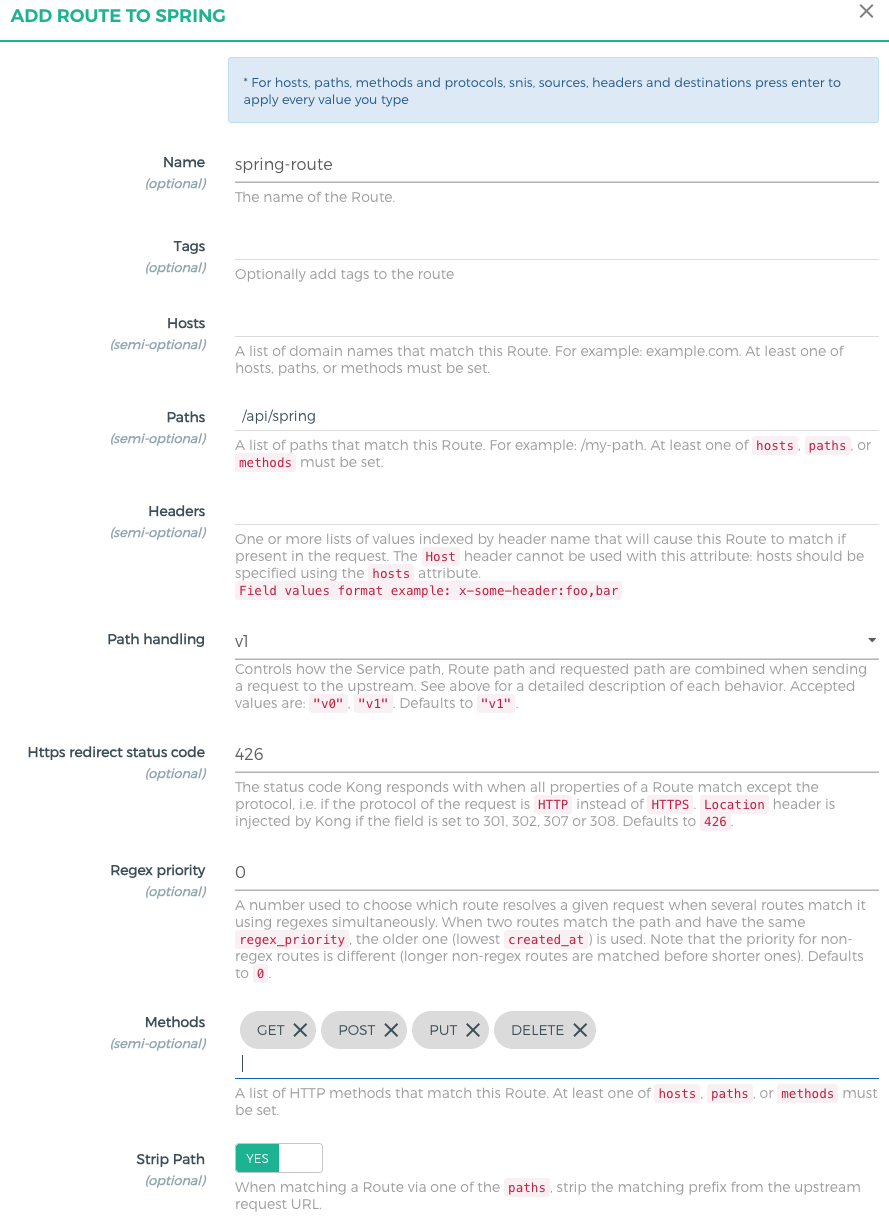 ADD ROUTE TO SPRING
* For hosts, paths, methods and protocols, snis, sources, headers and destinations press enter to
apply every value you type
Name
(optional)
spring-route
The name of the Route.
Tags
(optional)
Optionally add tags to the route
Hosts
(semi-optional)
A list of domain names that match this Route. For example: example.com. At least one of
hosts, paths, or methods must be set.
Paths
(semi-optional)
/api/spring
A list of paths that match this Route. For example: /my-path. At least one of hosts , paths , or
methods must be set.
Headers
(semi-optional)
One or more lists of values indexed by header name that will cause this Route to match if
present in the request. The Host header cannot be used with this attribute: hosts should be
specified using the hosts attribute.
Field values format example: x-some-header:foo,bar
Path handling
v1
Controls how the Service path, Route path and requested path are combined when sending
a request to the upstream. See above for a detailed description of each behavior. Accepted
values are: "v0" , "v1" . Defaults to "v1" .
Https redirect status code
(optional)
426
The status code Kong responds with when all properties of a Route match except the
protocol, i.e. if the protocol of the request is HTTP instead of HTTPS . Location header is
injected by Kong if the field is set to 301, 302, 307 or 308. Defaults to 426 .
Regex priority
(optional)
0
A number used to choose which route resolves a given request when several routes match it
using regexes simultaneously. When two routes match the path and have the same
regex_priority , the older one (lowest created_at ) is used. Note that the priority for non-
regex routes is different (longer non-regex routes are matched before shorter ones). Defaults
to 0 .
Methods
(semi-optional)
GET POST PUT DELETE
A list of HTTP methods that match this Route. At least one of hosts , paths , or methods must
be set.
Strip Path
(optional)
YES
When matching a Route via one of the paths , strip the matching prefix from the upstream
request URL.